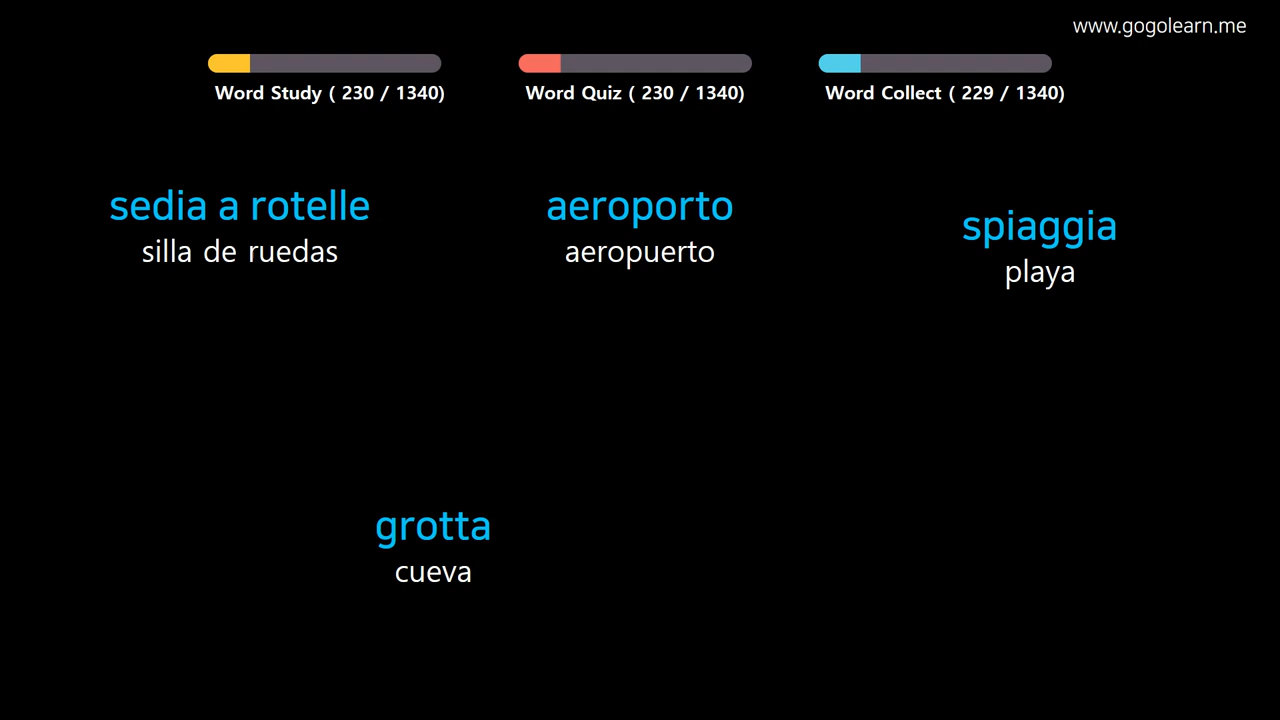 www.gogolearn.me
Word Study ( 230 / 1340)
Word Quiz ( 230 / 1340)
Word Collect ( 229 / 1340)
sedia a rotelle
silla de ruedas
aeroporto
aeropuerto
spiaggia
playa
grotta
cueva